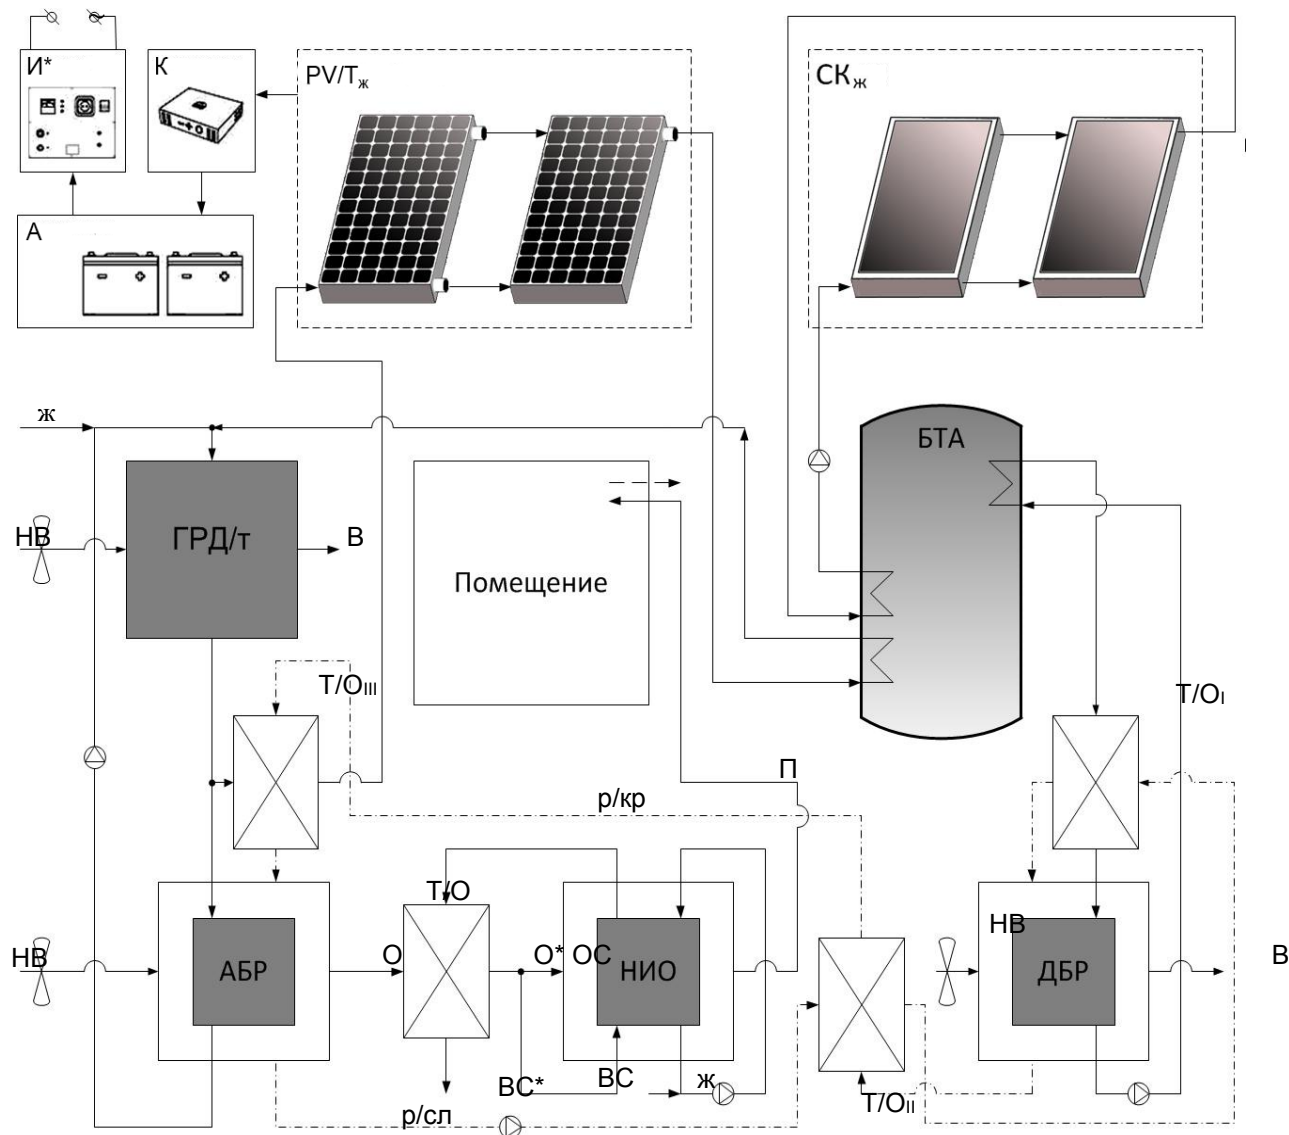 И*
К
PV/Tж
СКж
А
ж
БТА
НВ
ГРД/т
В
Помещение
Т/ОIII
Т/ОI
П
р/кр
Т/О
НВ
НВ
АБР
О
О*
ОС
НИО
ДБР
В
ВС*
ВС
ж
Т/ОII
р/сл